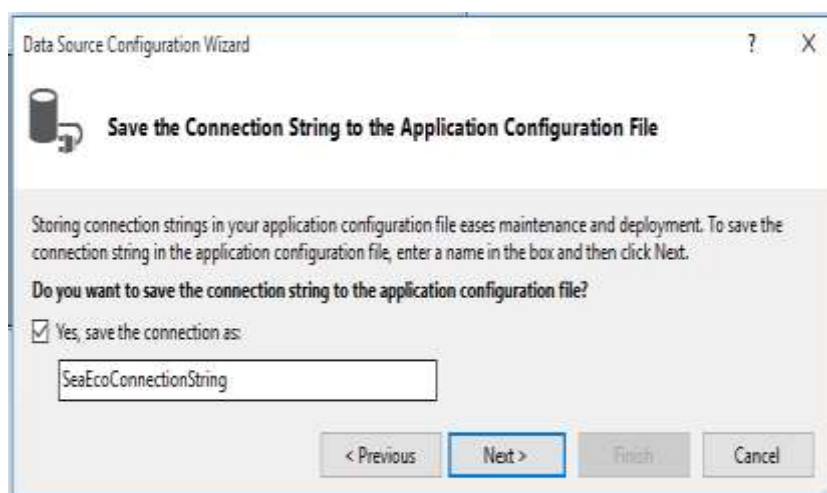 Data Source Configuration Wizard ? X
Save the Connection String to the Application Configuration File
Storing connection strings in your application configuration file eases maintenance and deployment. To save the
connection string in the application configuration file, enter a name in the box and then click Next.
Do you want to save the connection string to the application configuration file?
Yes, save the connection as:
SeaEcoConnectionString
< Previous Next > Finish Cancel